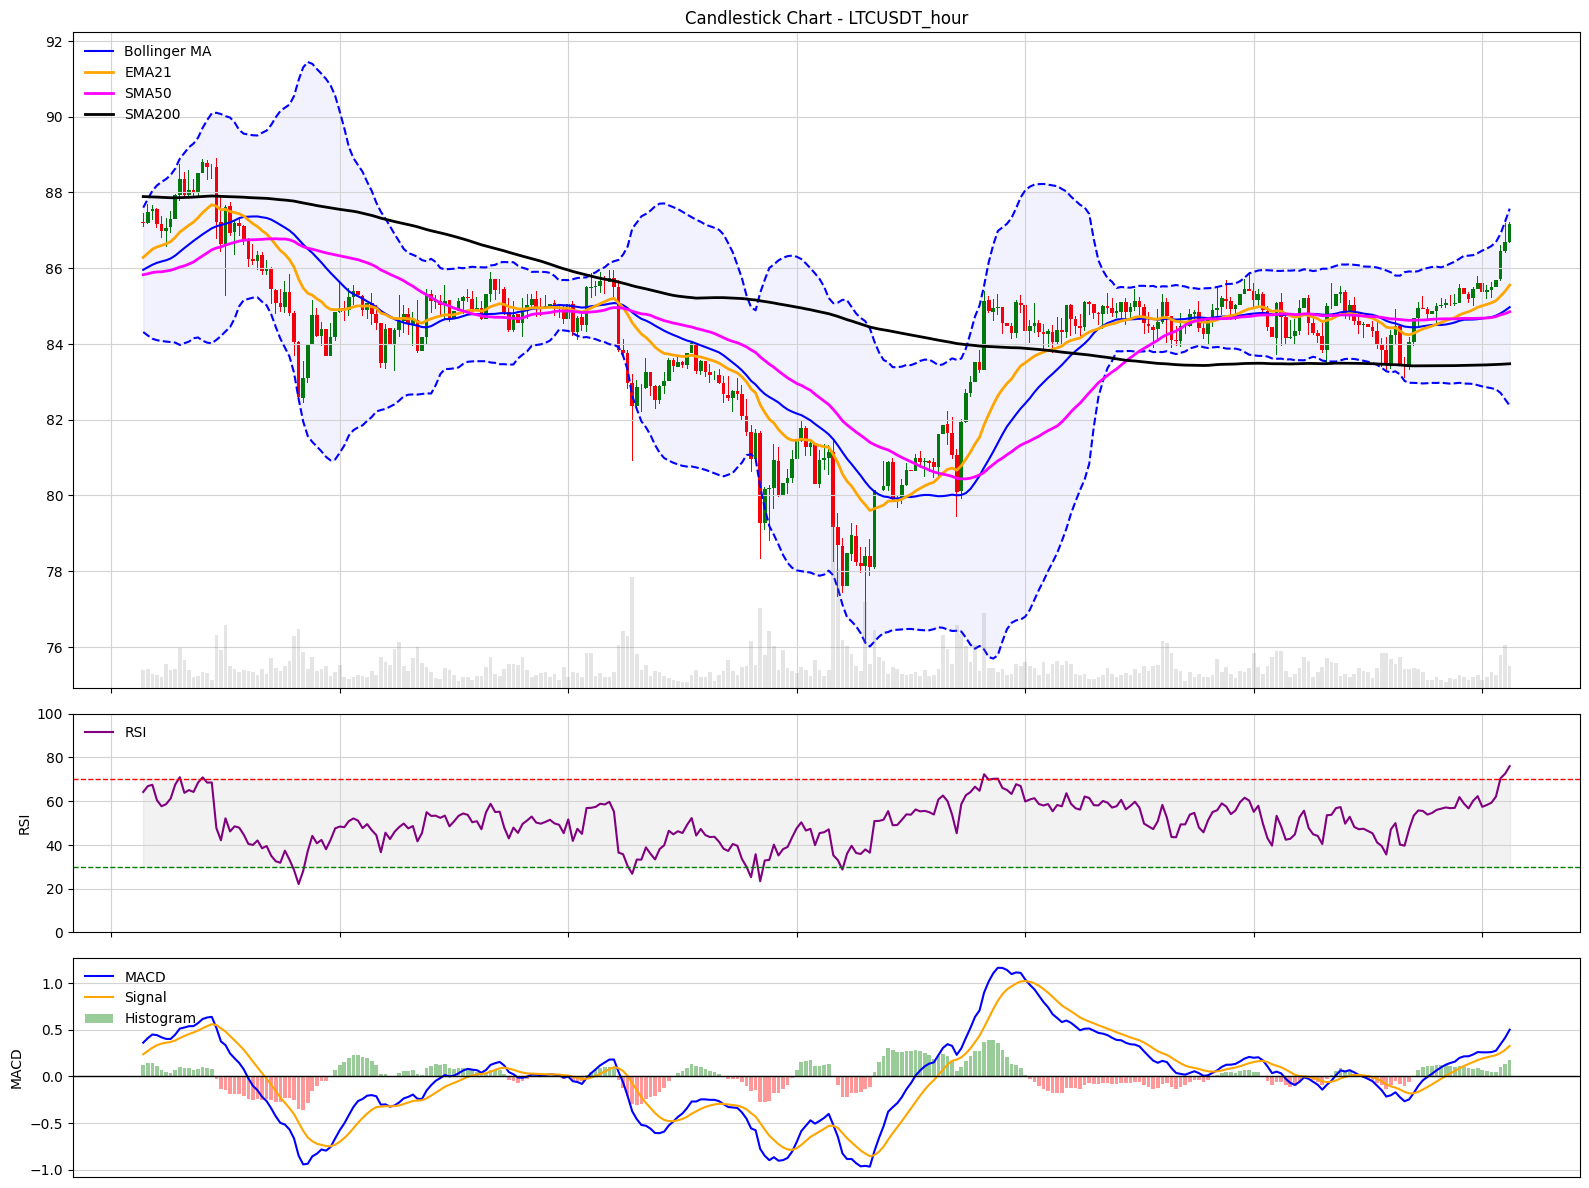 Candlestick Chart - LTCUSDT_hour
92
90
88
86
84
82
80
78
76
Bollinger MA
EMA21
SMA50
SMA200
100
80
60
40
20
0
RSI
RSI
1.0
0.5
0.0
−0.5
−1.0
MACD
MACD
Signal
Histogram